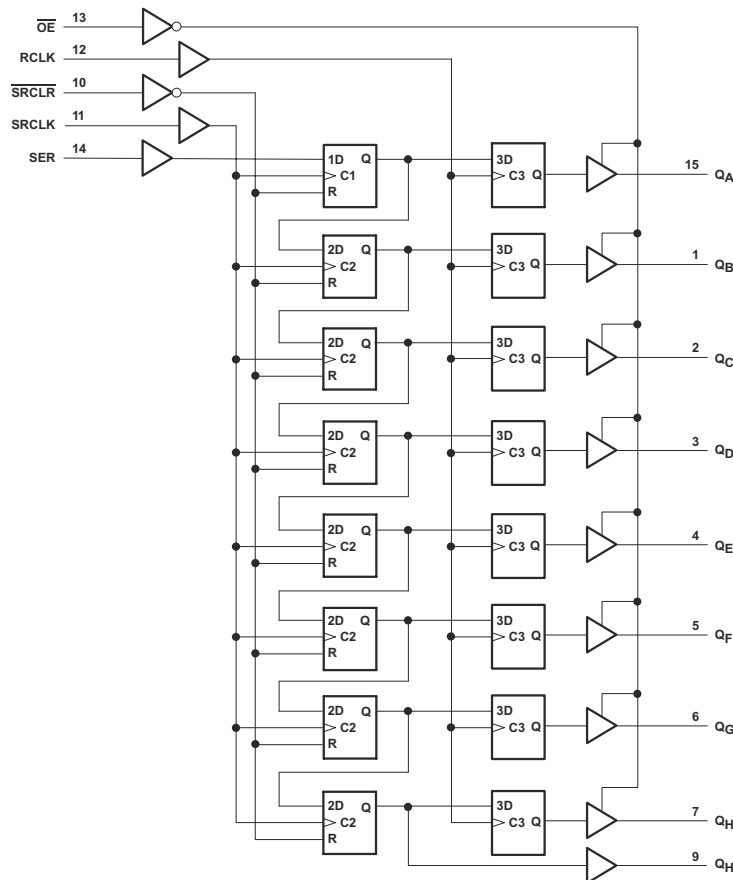 OE 13
RCLK 12
SRCLR 10
SRCLK 11
SER 14
1D Q
C1
R
3D
C3 Q
15 QA
2D Q
C2
R
3D
C3 Q
1 QB
2D Q
C2
R
3D
C3 Q
2 QC
2D Q
C2
R
3D
C3 Q
3 QD
2D Q
C2
R
3D
C3 Q
4 QE
2D Q
C2
R
3D
C3 Q
5 QF
2D Q
C2
R
3D
C3 Q
6 QG
2D Q
C2
R
3D
C3 Q
7 QH
9 QH